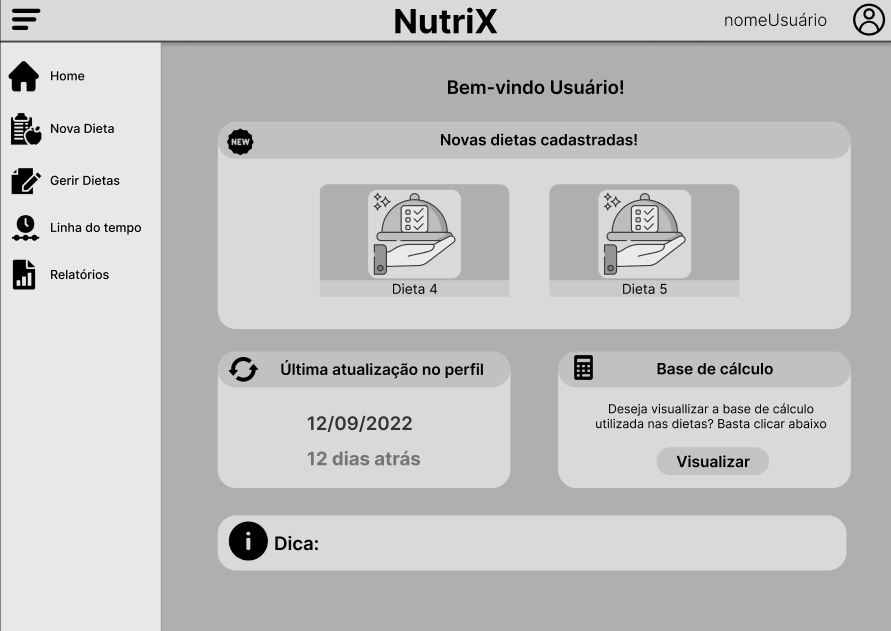 NutriX
nomeUsuário
Home
Nova Dieta
Gerir Dietas
Linha do tempo
Relatórios
Bem-vindo Usuário!
NEW
Novas dietas cadastradas!
Dieta 4
Dieta 5
Última atualização no perfil
12/09/2022
12 dias atrás
Base de cálculo
Deseja visuallizar a base de cálculo
utilizada nas dietas? Basta clicar abaixo
Visualizar
i
Dica: